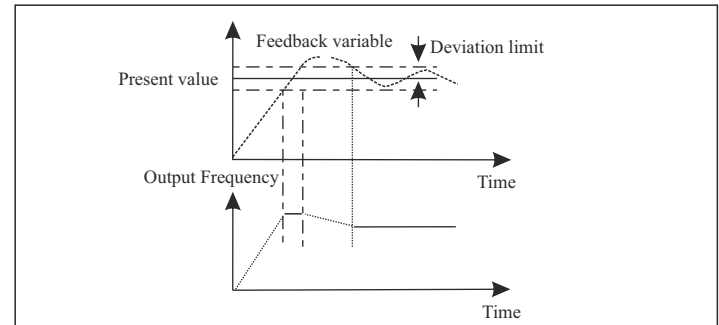 Feedback variable
Deviation limit
Present value
Time
Output Frequency
Time